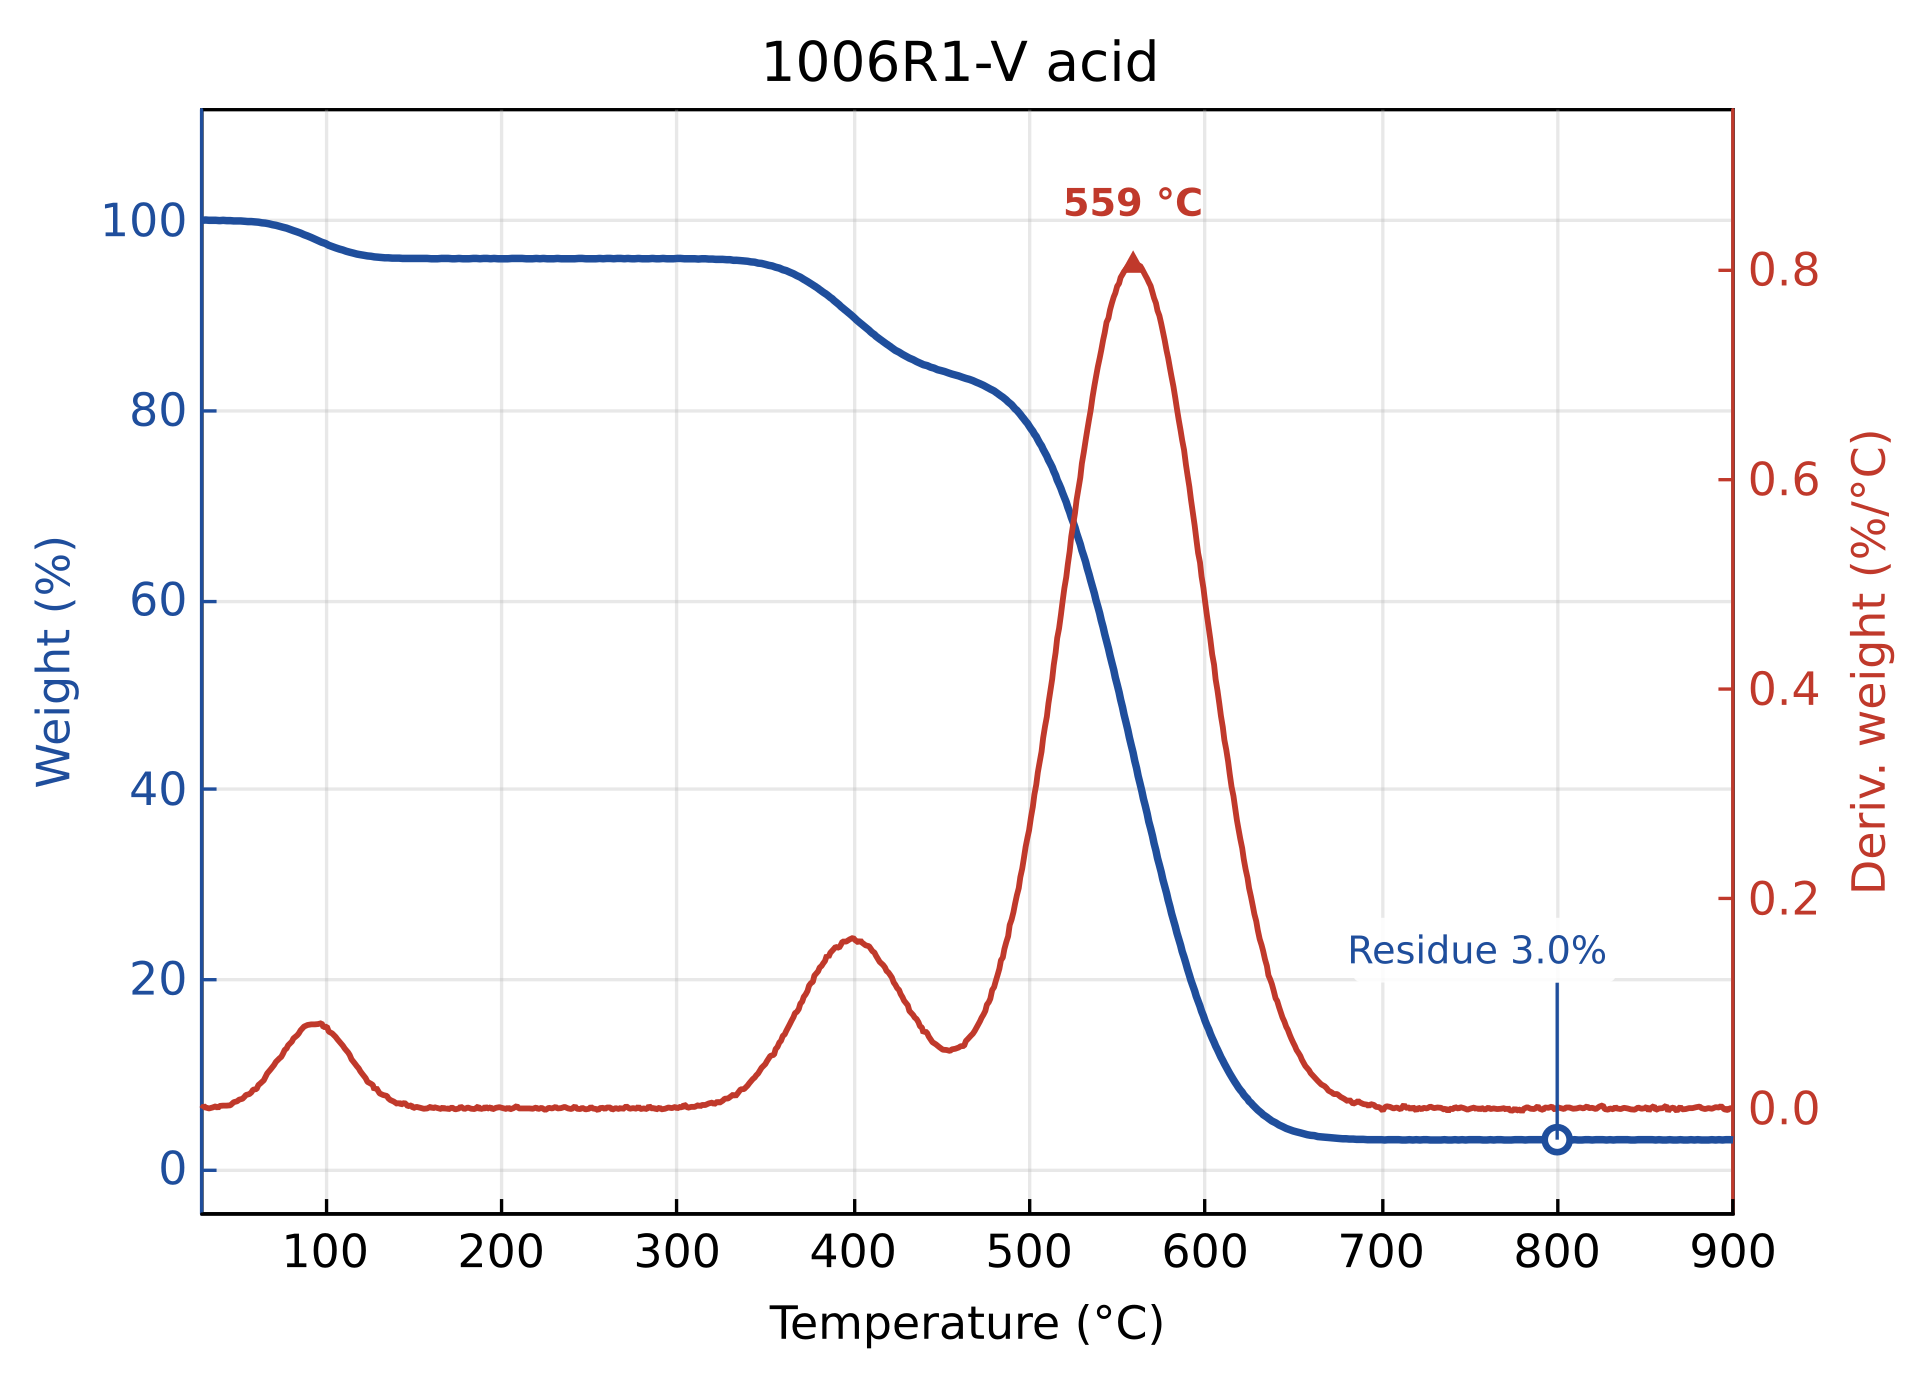 1006R1-V acid
559 °C
Residue 3.0%
Weight (%)
100
80
60
40
20
0
Deriv. weight (%/°C)
0.8
0.6
0.4
0.2
0.0
100 200 300 400 500 600 700 800 900
Temperature (°C)